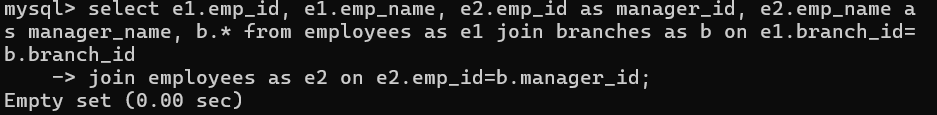 mysql> select e1.emp_id, e1.emp_name, e2.emp_id as manager_id, e2.emp_name a
s manager_name, b.* from employees as e1 join branches as b on e1.branch_id=
b.branch_id
    -> join employees as e2 on e2.emp_id=b.manager_id;
Empty set (0.00 sec)